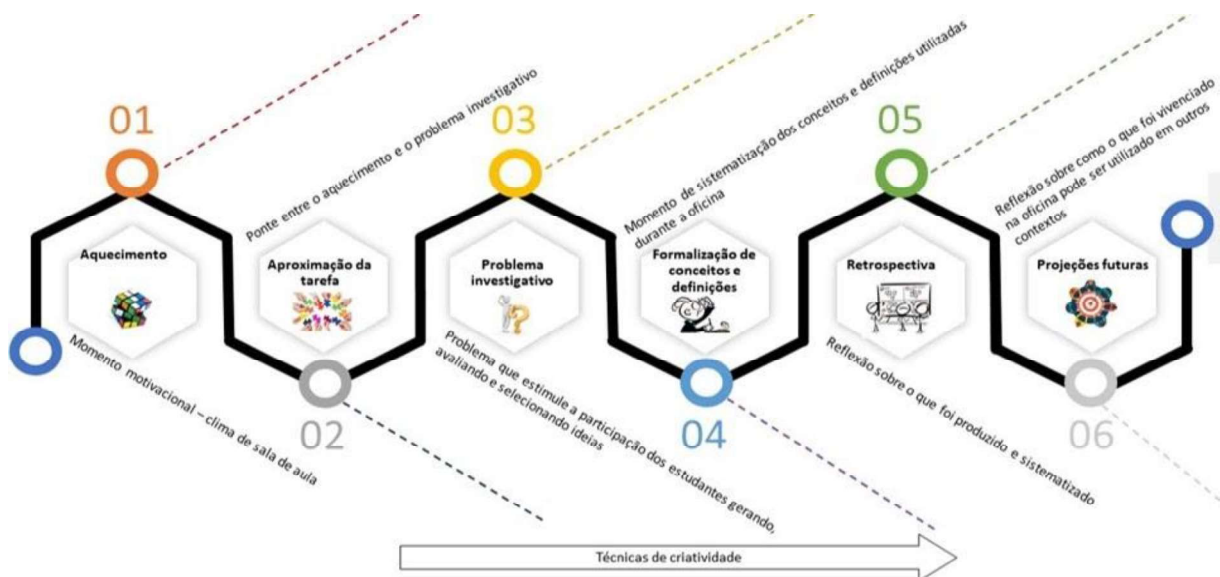 01
Aquecimento
Momento motivacional – clima de sala de aula
02
Aproximação da
tarefa
Ponte entre o aquecimento e o problema investigativo
03
Problema
investigativo
Problema que estimule a participação dos estudantes gerando,
avaliando e selecionando ideias
04
Formalização de
conceitos e
definições
Momento de sistematização dos conceitos e definições utilizadas
durante a oficina
05
Retrospectiva
Reflexão sobre o que foi produzido e sistematizado
06
Projeções futuras
Reflexão sobre como o que foi vivenciado
na oficina pode ser utilizado em outros
contextos
Técnicas de criatividade